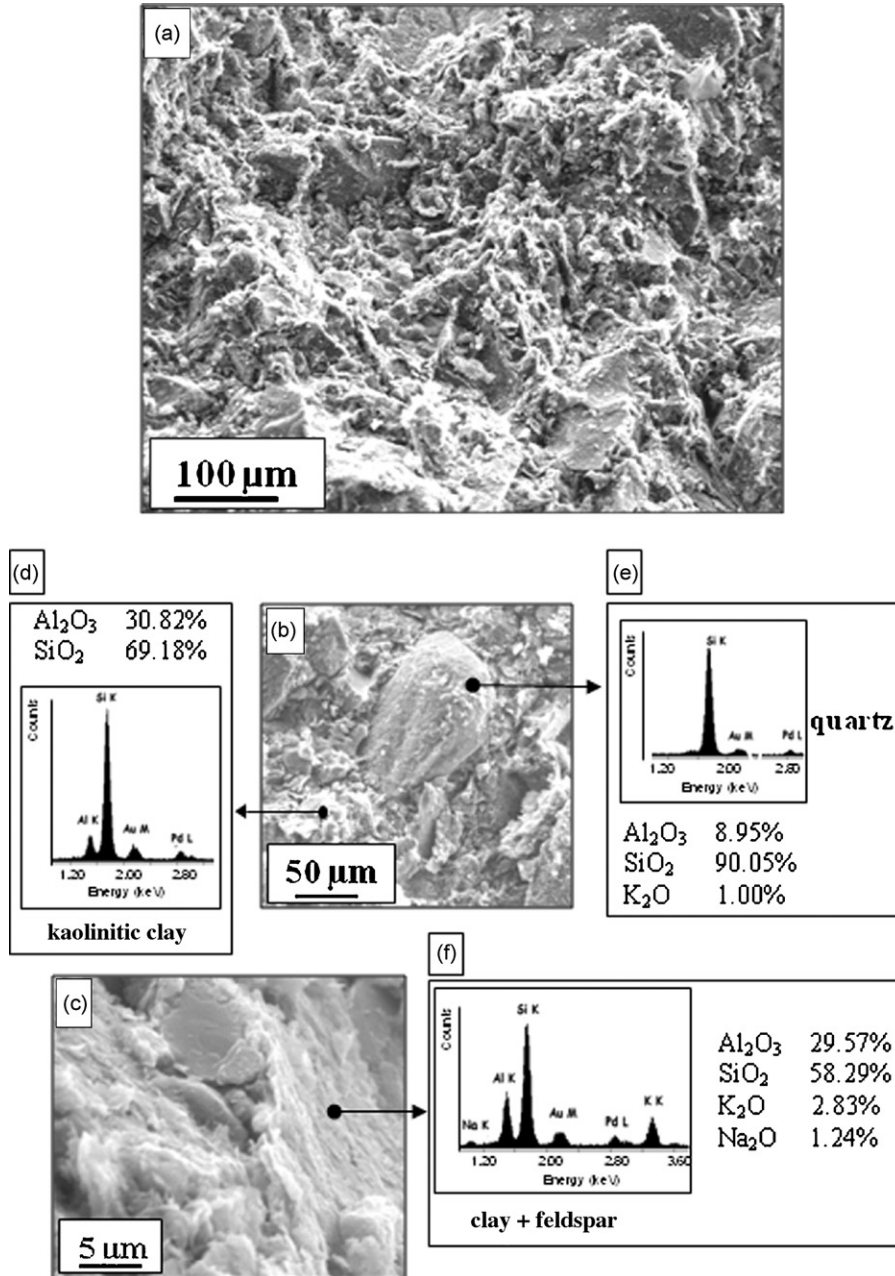 (a)
100 µm
(d)
Al₂O₃ 30.82%
SiO₂ 69.18%
Counts
Si K
Al K
Au M
Pd L
1.20 2.00 2.80
Energy (keV)
kaolinitic clay
(b)
50 µm
(e)
Counts
Si K
Au M
Pd L
1.20 2.00 2.80
Energy (keV)
quartz
Al₂O₃ 8.95%
SiO₂ 90.05%
K₂O 1.00%
(c)
5 µm
(f)
Counts
Si K
Al K
Na K
Au M
Pd L
K K
1.20 2.00 2.80 3.60
Energy (keV)
clay + feldspar
Al₂O₃ 29.57%
SiO₂ 58.29%
K₂O 2.83%
Na₂O 1.24%